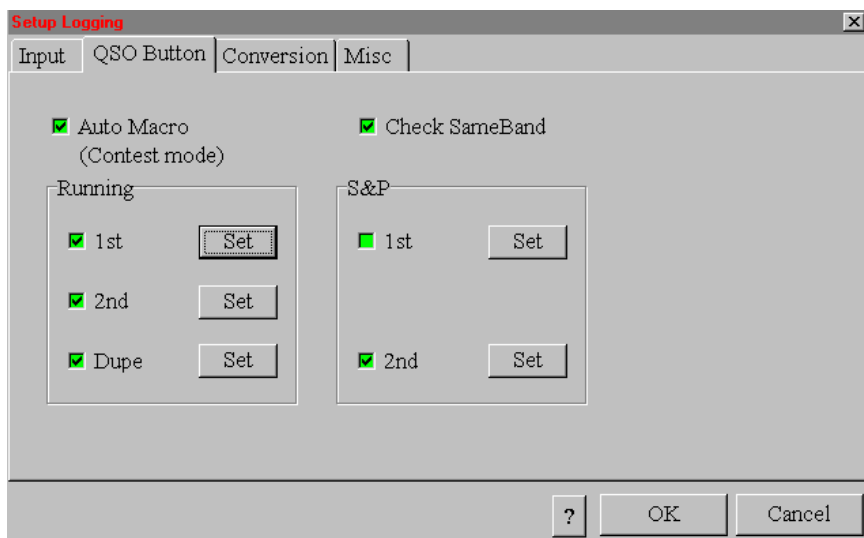 Setup Logging
Input QSO Button Conversion Misc
Auto Macro
(Contest mode)
Check SameBand
Running
1st Set
2nd Set
Dupe Set
S&P
1st Set
2nd Set
? OK Cancel